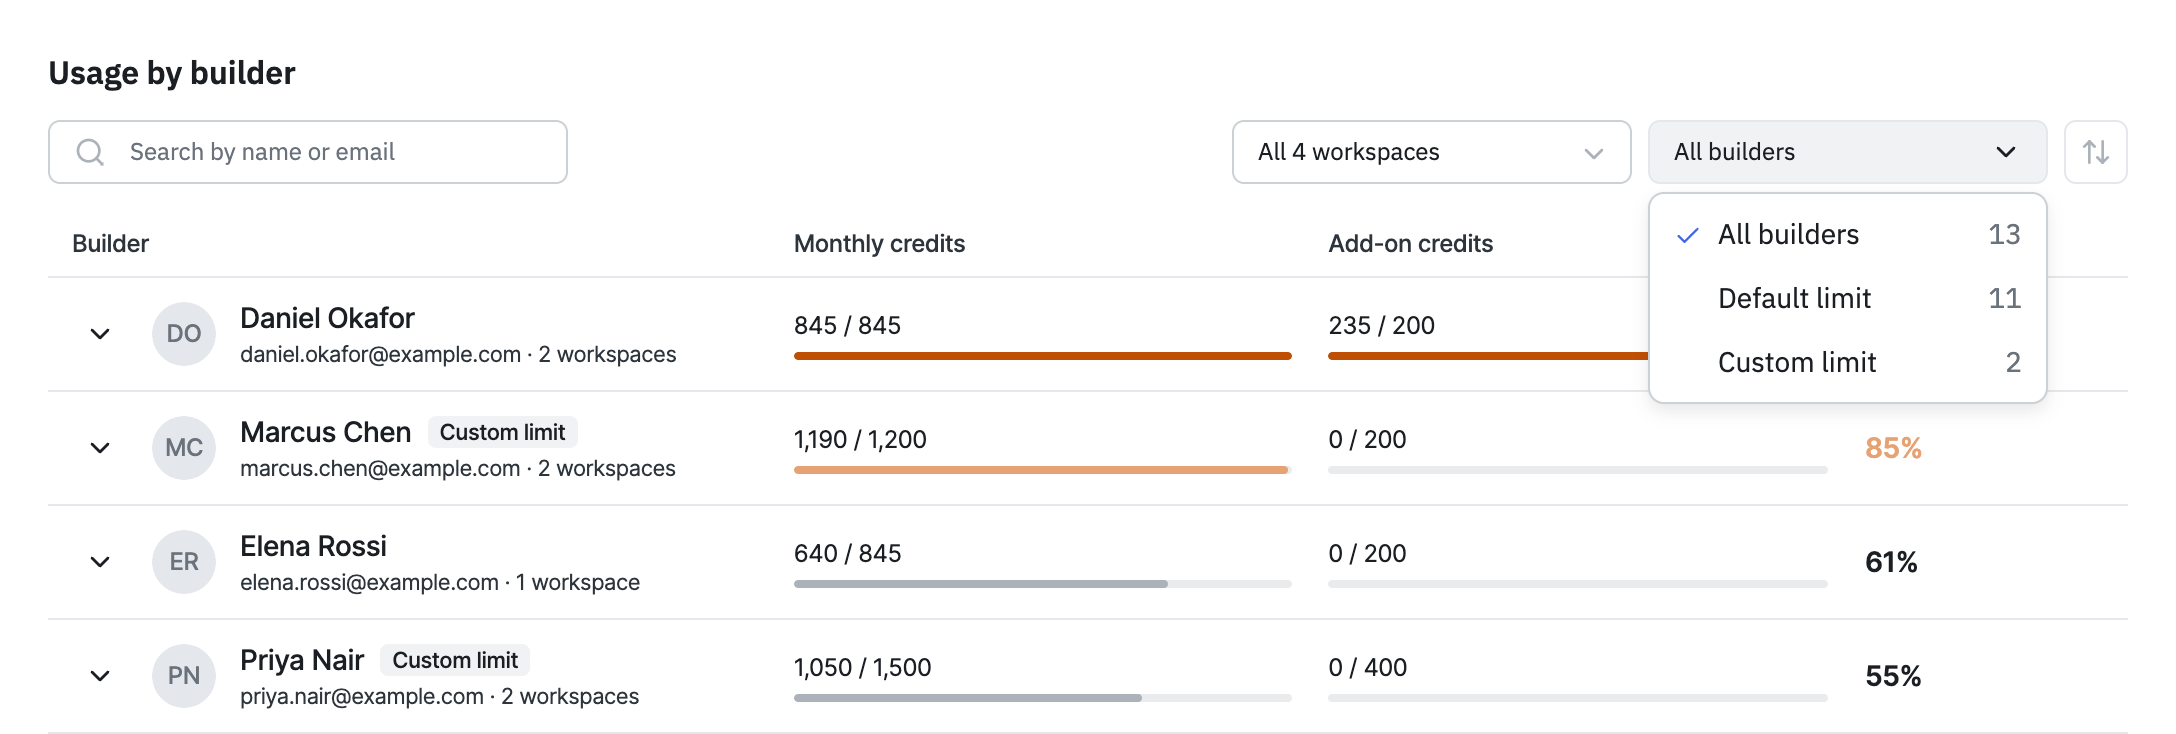 Usage by builder
Search by name or email
All 4 workspaces
All builders
All builders 13
Default limit 11
Custom limit 2
Builder
Monthly credits
Add-on credits
DO
Daniel Okafor
daniel.okafor@example.com · 2 workspaces
845 / 845
235 / 200
MC
Marcus Chen
Custom limit
marcus.chen@example.com · 2 workspaces
1,190 / 1,200
0 / 200
85%
ER
Elena Rossi
elena.rossi@example.com · 1 workspace
640 / 845
0 / 200
61%
PN
Priya Nair
Custom limit
priya.nair@example.com · 2 workspaces
1,050 / 1,500
0 / 400
55%